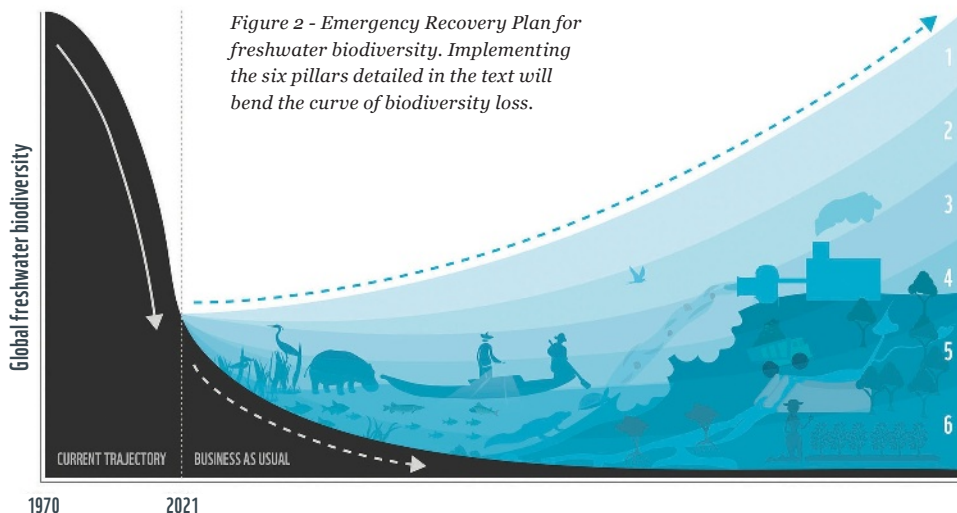 Figure 2 - Emergency Recovery Plan for
freshwater biodiversity. Implementing
the six pillars detailed in the text will
bend the curve of biodiversity loss.
1
2
3
4
5
6
Global freshwater biodiversity
CURRENT TRAJECTORY
BUSINESS AS USUAL
1970
2021